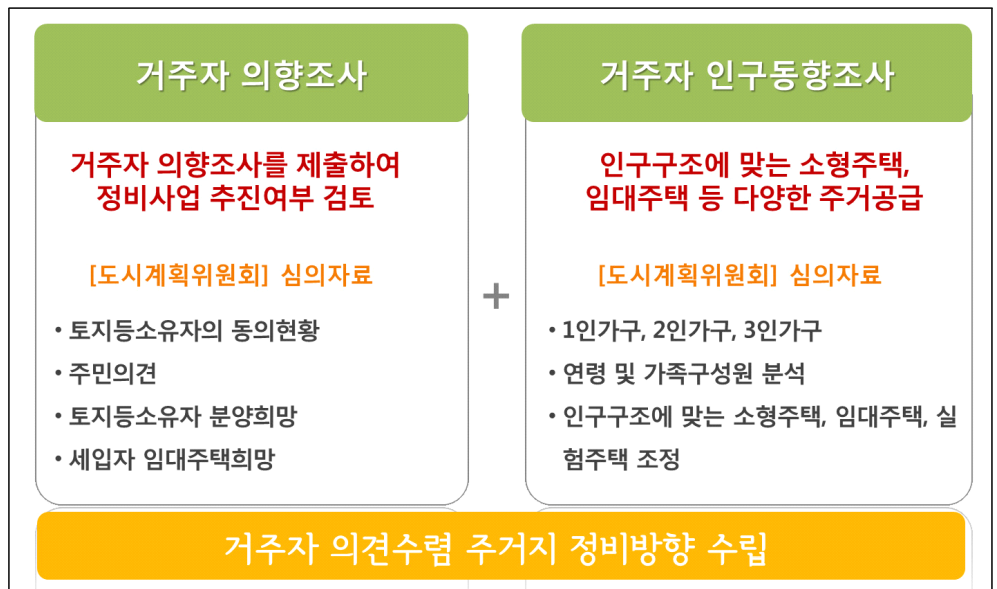 거주자 의향조사
거주자 의향조사를 제출하여
정비사업 추진여부 검토
[도시계획위원회] 심의자료
• 토지등소유자의 동의현황
• 주민의견
• 토지등소유자 분양희망
• 세입자 임대주택희망
+
거주자 인구동향조사
인구구조에 맞는 소형주택,
임대주택 등 다양한 주거공급
[도시계획위원회] 심의자료
• 1인가구, 2인가구, 3인가구
• 연령 및 가족구성원 분석
• 인구구조에 맞는 소형주택, 임대주택, 실
험주택 조정
거주자 의견수렴 주거지 정비방향 수립